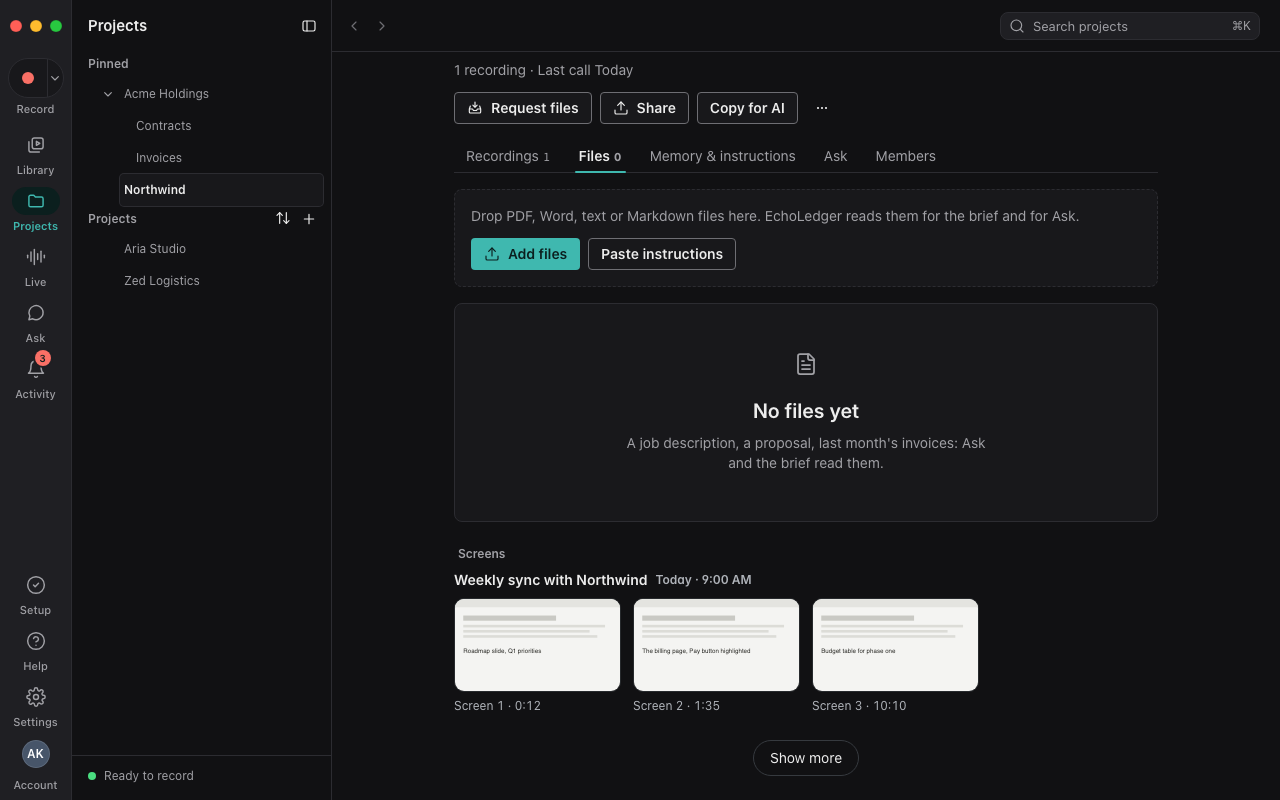 Projects
Search projects
⌘K
Pinned
Record
Acme Holdings
Contracts
Invoices
Northwind
Projects
Aria Studio
Zed Logistics
Library
Projects
Live
Ask
3
Activity
Setup
Help
Settings
AK
Account
Ready to record
1 recording · Last call Today
Request files
Share
Copy for AI
Recordings 1
Files 0
Memory & instructions
Ask
Members
Drop PDF, Word, text or Markdown files here. EchoLedger reads them for the brief and for Ask.
Add files
Paste instructions
No files yet
A job description, a proposal, last month's invoices: Ask
and the brief read them.
Screens
Weekly sync with Northwind Today · 9:00 AM
Roadmap slide, Q1 priorities
The billing page, Pay button highlighted
Budget table for phase one
Screen 1 · 0:12
Screen 2 · 1:35
Screen 3 · 10:10
Show more